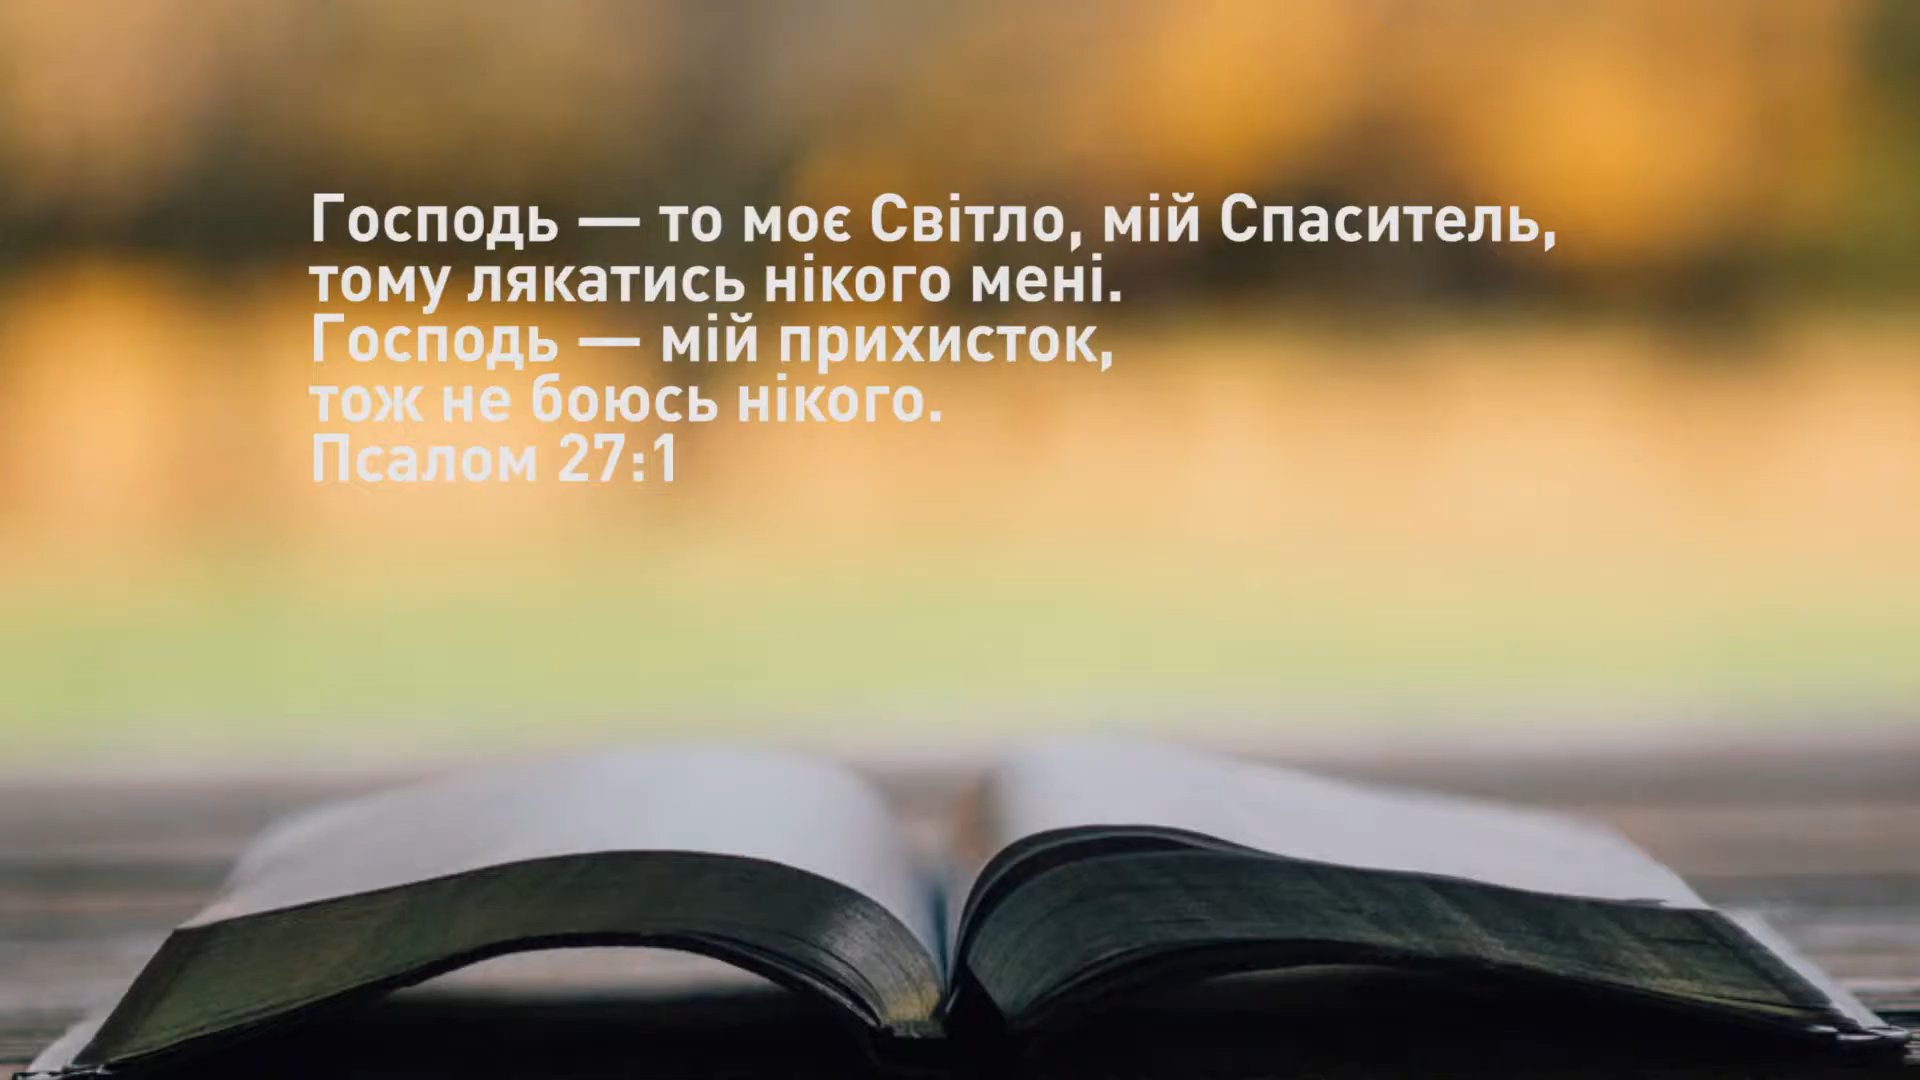 Господь — то моє Світло, мій Спаситель,
тому лякатись нікого мені.
Господь — мій прихисток,
тож не боюсь нікого.
Псалом 27:1